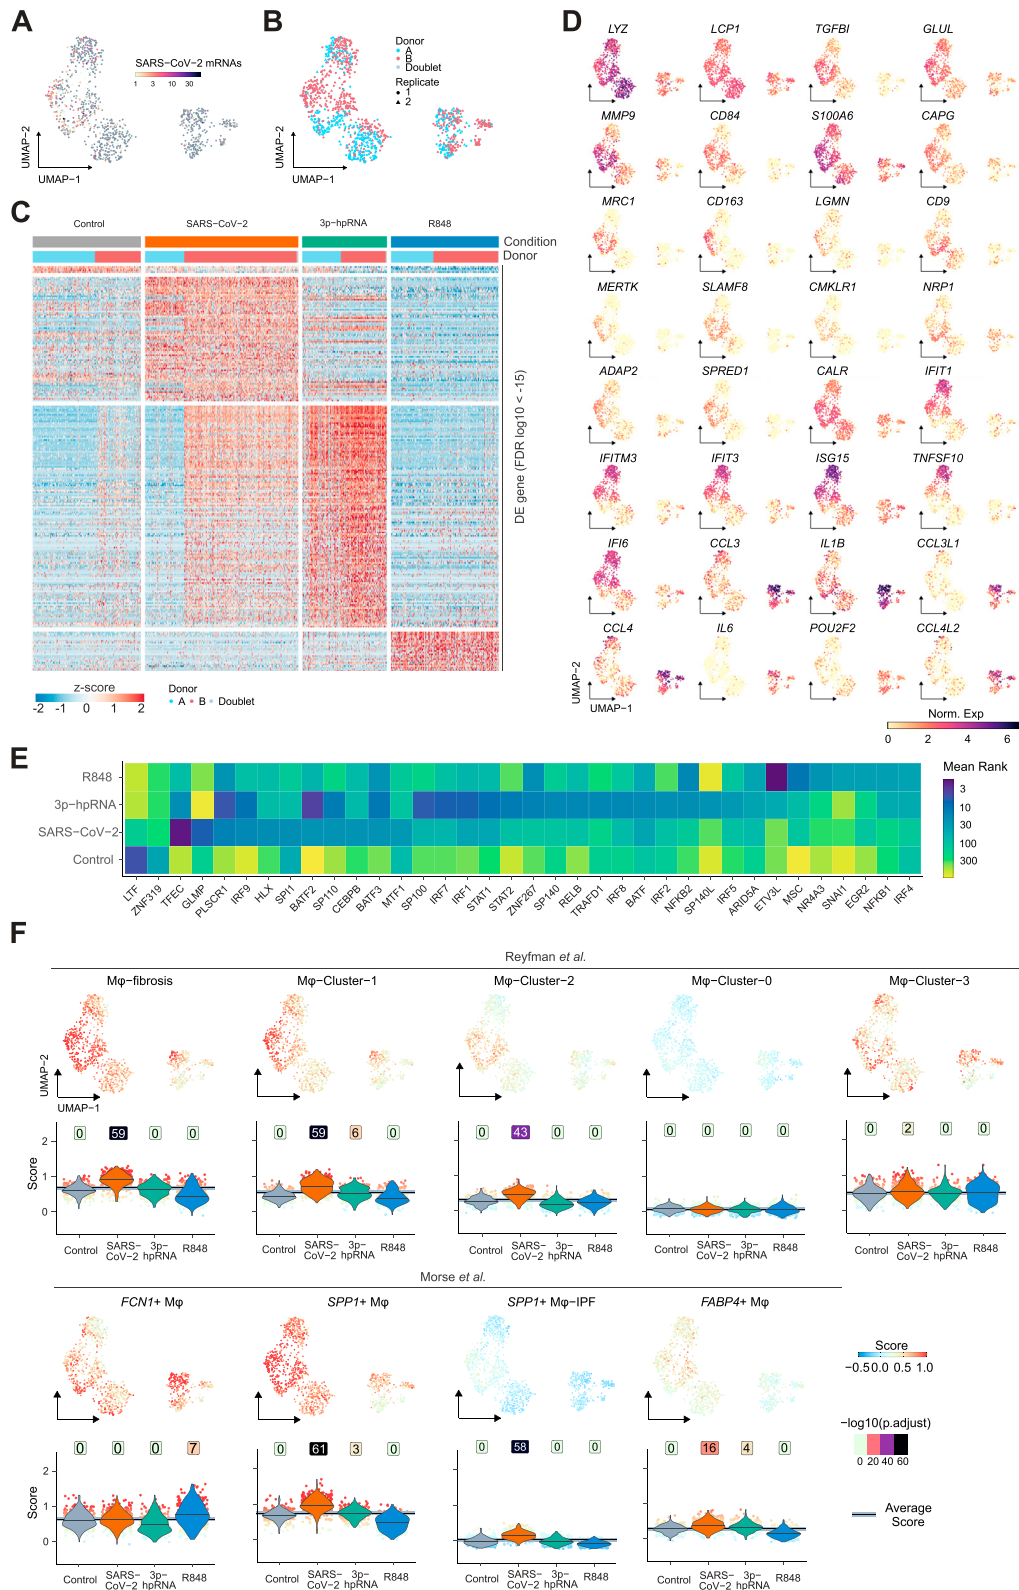 A
SARS−CoV−2 mRNAs
1 3 10 30
UMAP−2
UMAP−1
B
Donor
A
B
Doublet
Replicate
1
2
UMAP−2
UMAP−1
C
Control SARS−CoV−2 3p−hpRNA R848
Condition
Donor
DE gene (FDR log10 < -15)
z−score
-2 -1 0 1 2
Donor
A B Doublet
D
LYZ LCP1 TGFBI GLUL
MMP9 CD84 S100A6 CAPG
MRC1 CD163 LGMN CD9
MERTK SLAMF8 CMKLR1 NRP1
ADAP2 SPRED1 CALR IFIT1
IFITM3 IFIT3 ISG15 TNFSF10
IFI6 CCL3 IL1B CCL3L1
CCL4 IL6 POU2F2 CCL4L2
UMAP−2
UMAP−1
Norm. Exp
0 2 4 6
E
R848
3p−hpRNA
SARS−CoV−2
Control
LTF ZNF319 TFEC GLMP PLSCR1 IRF9 HLX SPI1 BATF2 SP110 CEBPB BATF3 MTF1 SP100 IRF7 IRF1 STAT1 STAT2 ZNF267 SP140 RELB TRAFD1 IRF8 BATF IRF2 NFKB2 SP140L IRF5 ARID5A ETV3L MSC NR4A3 SNAI1 EGR2 NFKB1 IRF4
Mean Rank
3
10
30
100
300
F
Reyfman et al.
Mφ−fibrosis Mφ−Cluster−1 Mφ−Cluster−2 Mφ−Cluster−0 Mφ−Cluster−3
UMAP−2
UMAP−1
0 59 0 0 0 59 6 0 0 43 0 0 0 0 0 0 0 2 0 0
Score
2
1
0
Control SARS−CoV−2 3p−hpRNA R848 Control SARS−CoV−2 3p−hpRNA R848 Control SARS−CoV−2 3p−hpRNA R848 Control SARS−CoV−2 3p−hpRNA R848 Control SARS−CoV−2 3p−hpRNA R848
Morse et al.
FCN1+ Mφ SPP1+ Mφ SPP1+ Mφ−IPF FABP4+ Mφ
0 0 0 7 0 61 3 0 0 58 0 0 0 16 4 0
Score
2
1
0
Control SARS−CoV−2 3p−hpRNA R848 Control SARS−CoV−2 3p−hpRNA R848 Control SARS−CoV−2 3p−hpRNA R848 Control SARS−CoV−2 3p−hpRNA R848
Score
−0.5 0.0 0.5 1.0
−log10(p.adjust)
0 20 40 60
Average
Score